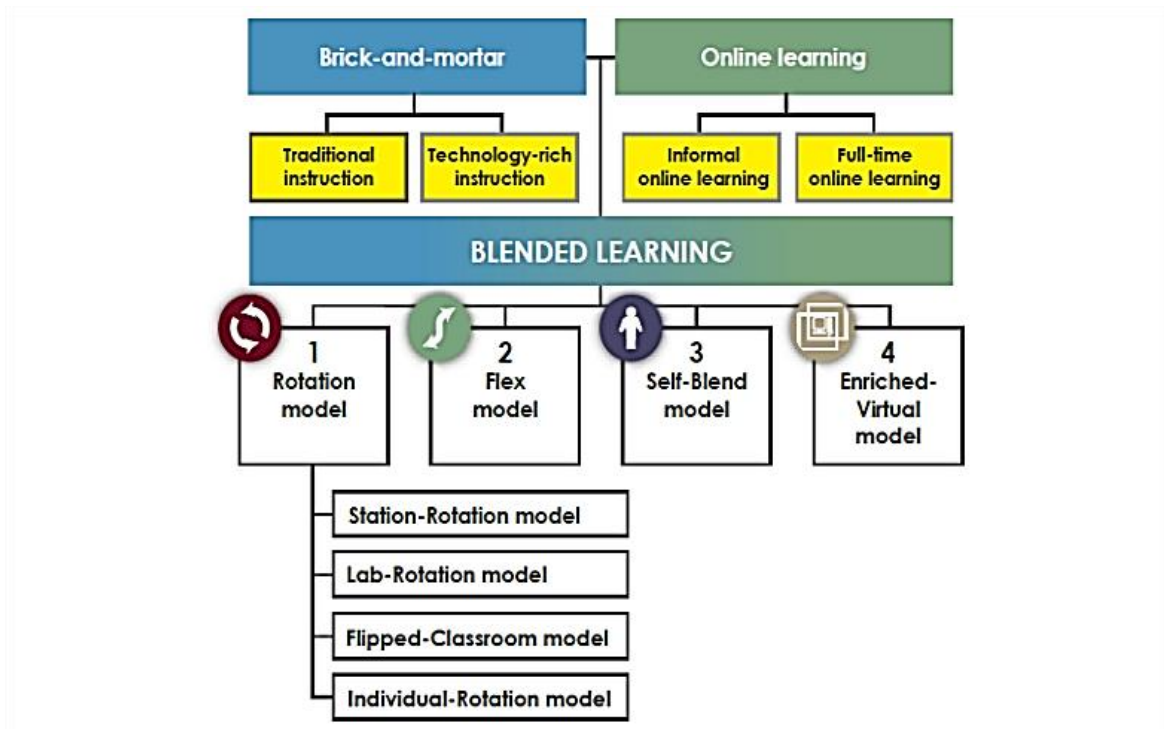 Brick-and-mortar
Online learning
Traditional
instruction
Technology-rich
instruction
Informal
online learning
Full-time
online learning
BLENDED LEARNING
1
Rotation
model
2
Flex
model
3
Self-Blend
model
4
Enriched-
Virtual
model
Station-Rotation model
Lab-Rotation model
Flipped-Classroom model
Individual-Rotation model